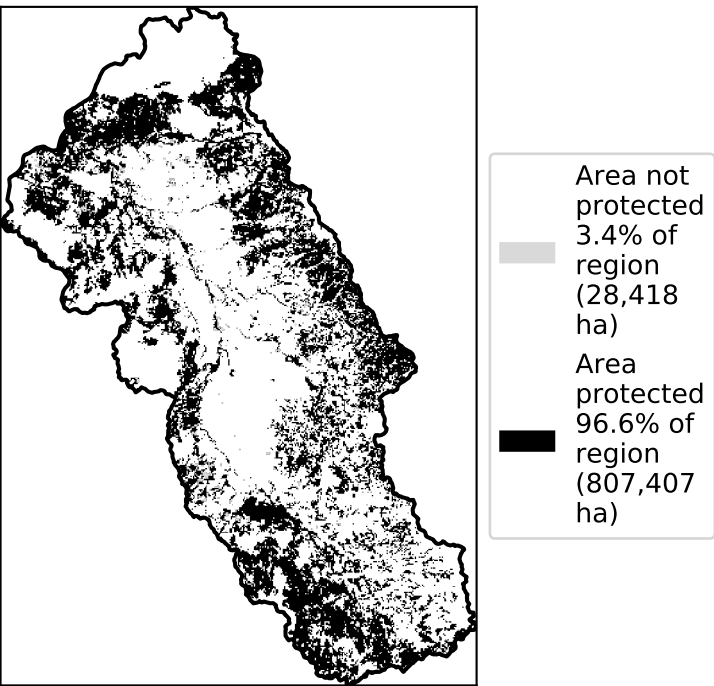 Area not
protected
3.4% of
region
(28,418
ha)
Area
protected
96.6% of
region
(807,407
ha)